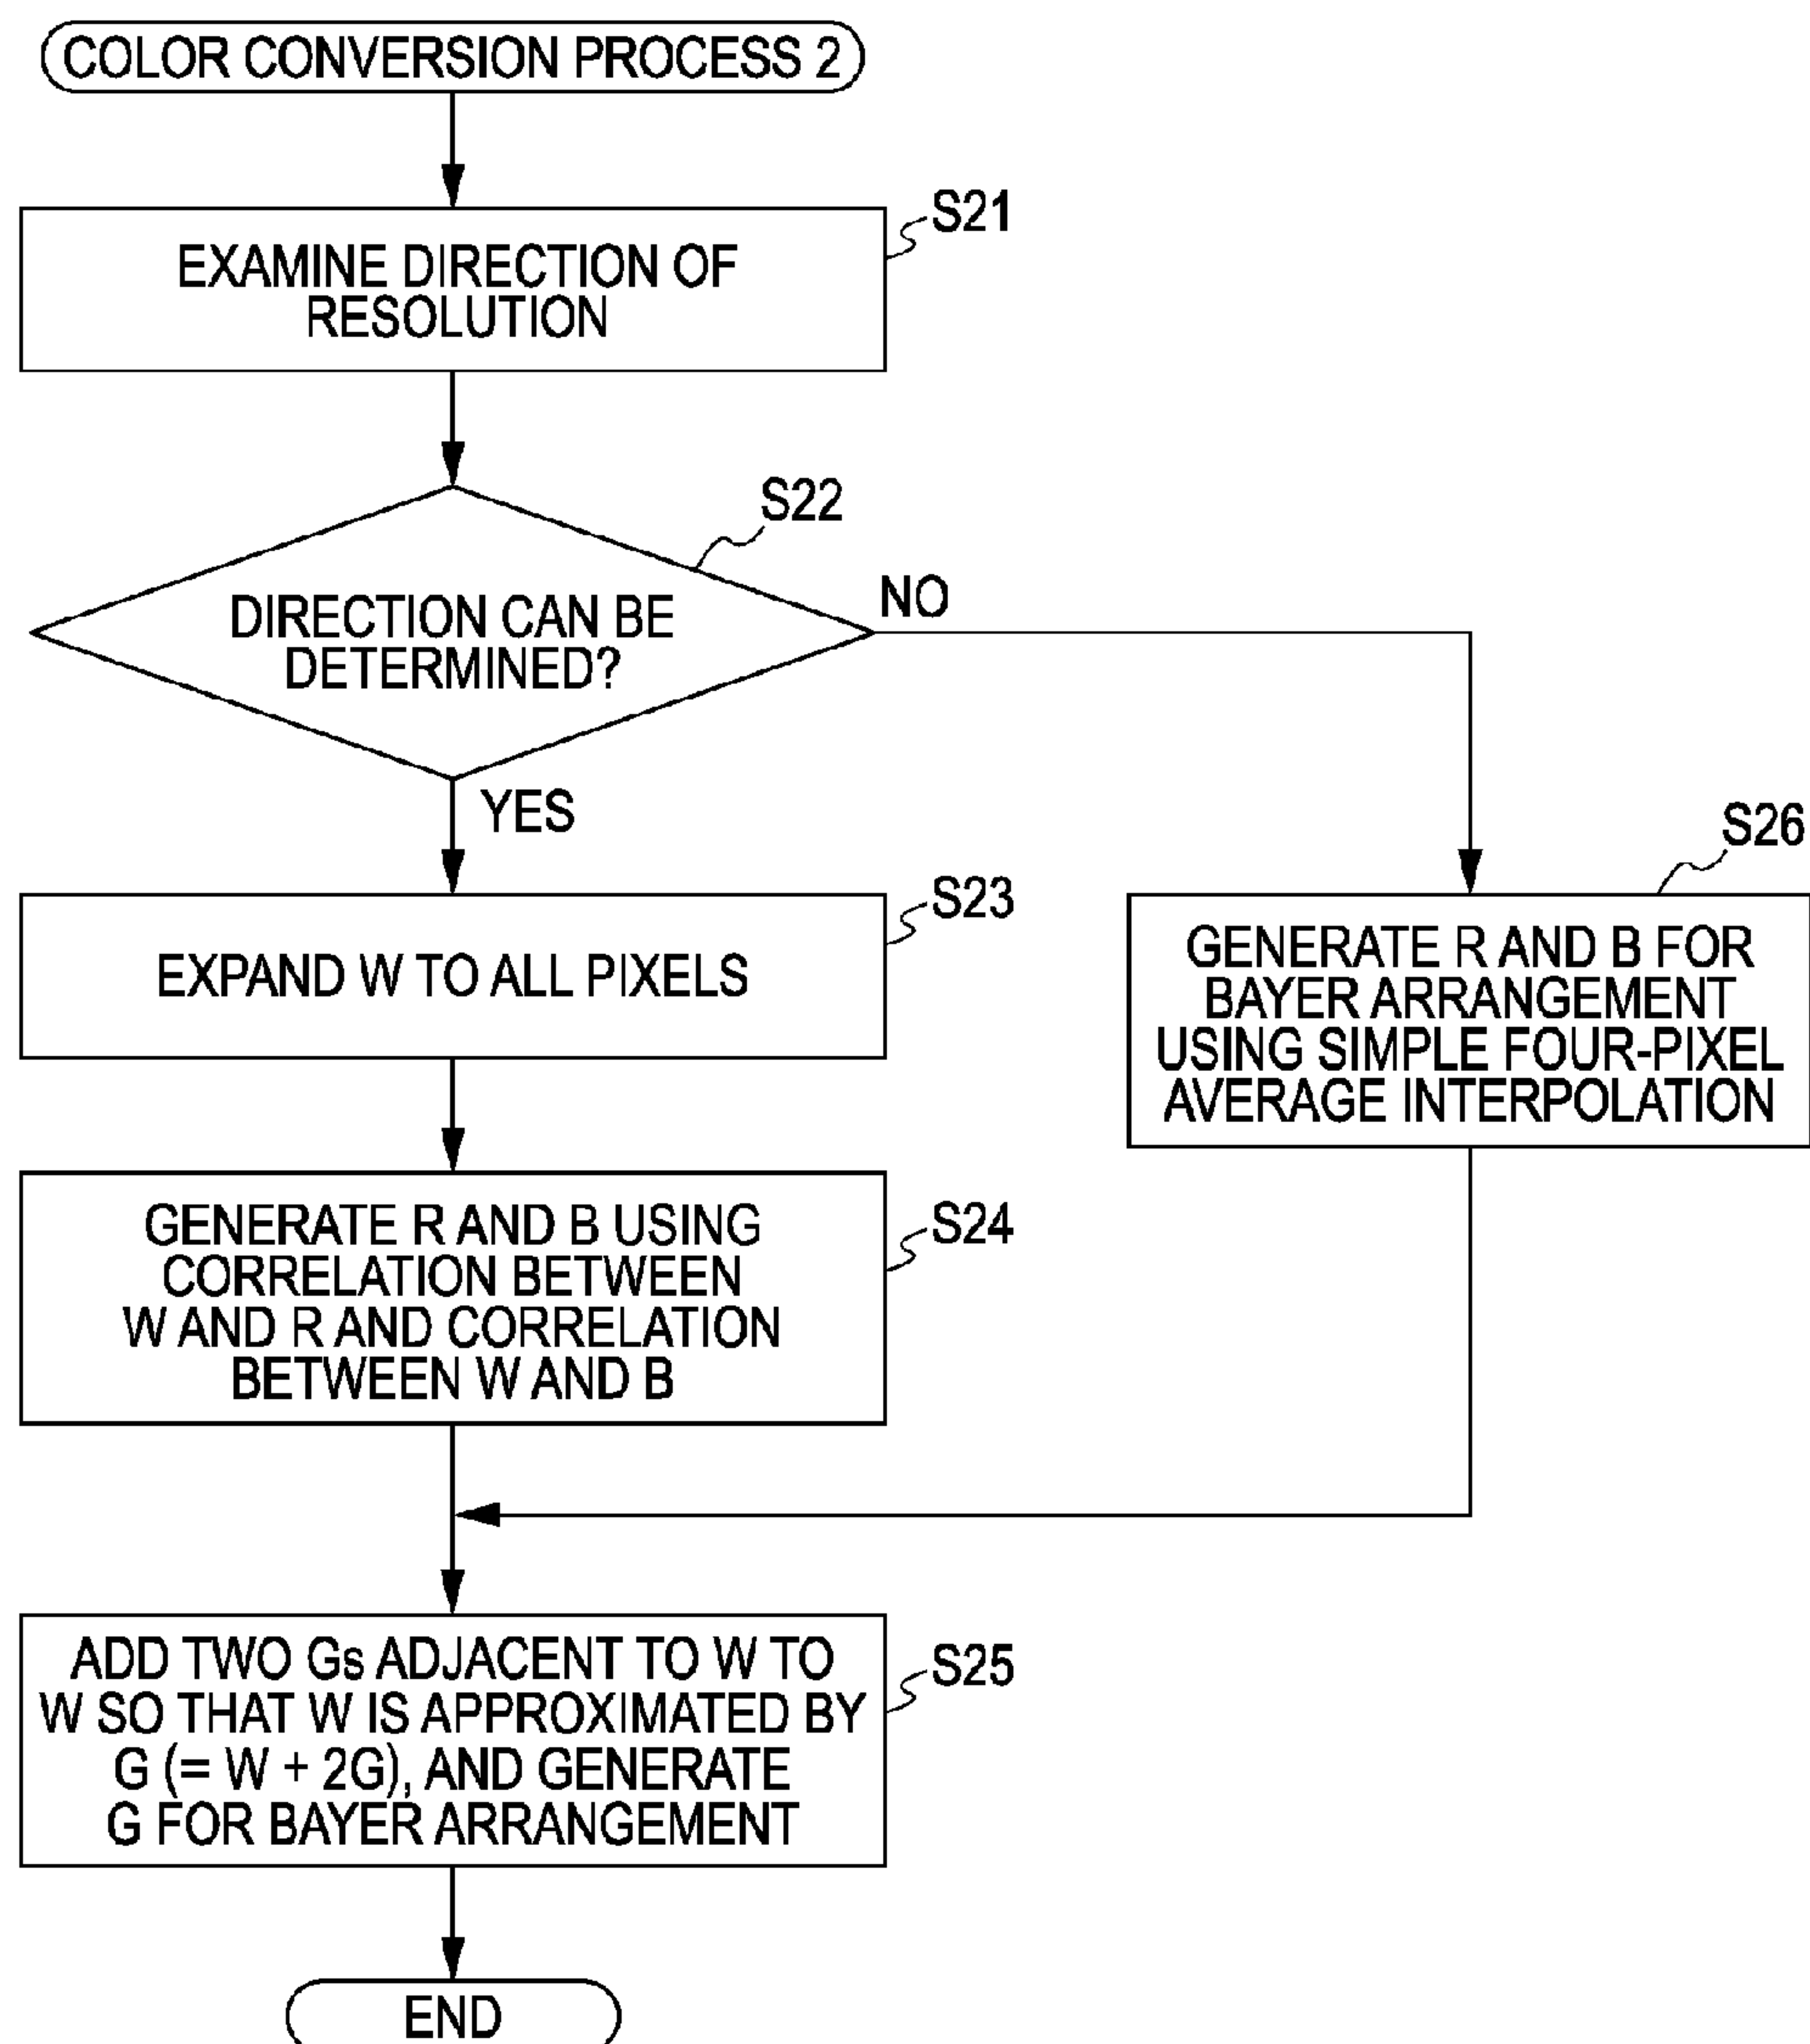 COLOR CONVERSION PROCESS 2
S21
EXAMINE DIRECTION OF
RESOLUTION
S22
DIRECTION CAN BE
DETERMINED?
NO
YES
S23
EXPAND W TO ALL PIXELS
S26
GENERATE R AND B FOR
BAYER ARRANGEMENT
USING SIMPLE FOUR-PIXEL
AVERAGE INTERPOLATION
S24
GENERATE R AND B USING
CORRELATION BETWEEN
W AND R AND CORRELATION
BETWEEN W AND B
S25
ADD TWO Gs ADJACENT TO W TO
W SO THAT W IS APPROXIMATED BY
G (= W + 2G), AND GENERATE
G FOR BAYER ARRANGEMENT
END